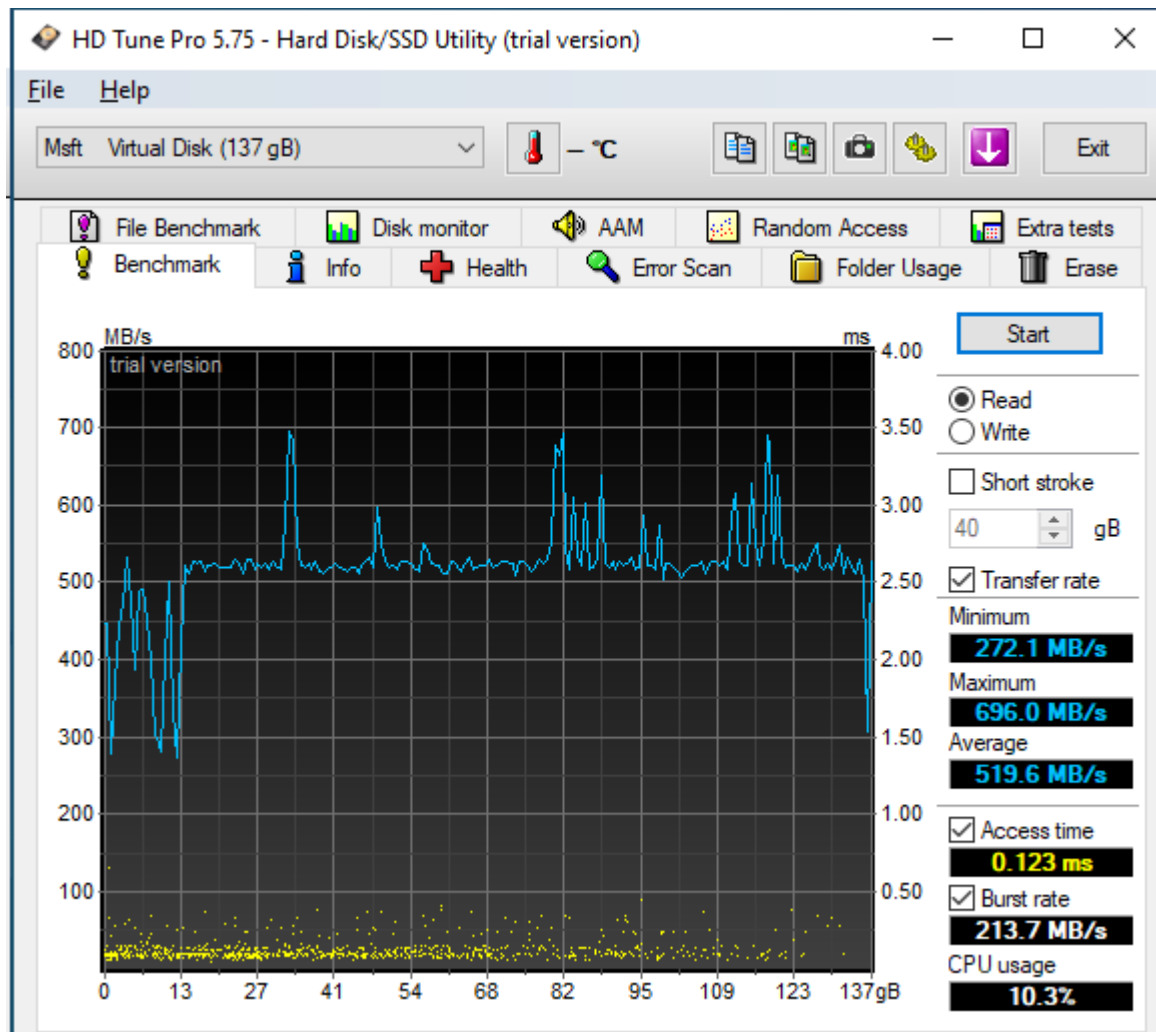 HD Tune Pro 5.75 - Hard Disk/SSD Utility (trial version)
File Help
Msft Virtual Disk (137 gB)
– °C
Exit
File Benchmark Disk monitor AAM Random Access Extra tests
Benchmark Info Health Error Scan Folder Usage Erase
MB/s ms
trial version
800 4.00
700 3.50
600 3.00
500 2.50
400 2.00
300 1.50
200 1.00
100 0.50
0 13 27 41 54 68 82 95 109 123 137gB
Start
Read
Write
Short stroke
40 gB
Transfer rate
Minimum
272.1 MB/s
Maximum
696.0 MB/s
Average
519.6 MB/s
Access time
0.123 ms
Burst rate
213.7 MB/s
CPU usage
10.3%